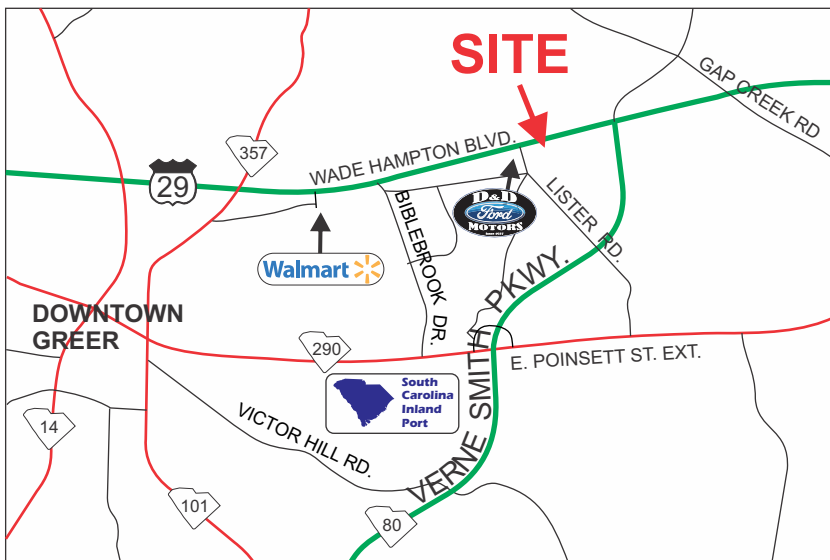 SITE
GAP CREEK RD
357
WADE HAMPTON BLVD.
29
D&D
Ford
MOTORS
LISTER RD.
BIBLEBROOK DR.
Walmart
PKWY.
DOWNTOWN
GREER
290
E. POINSETT ST. EXT.
South
Carolina
Inland
Port
VERNE SMITH
VICTOR HILL RD.
14
101
80